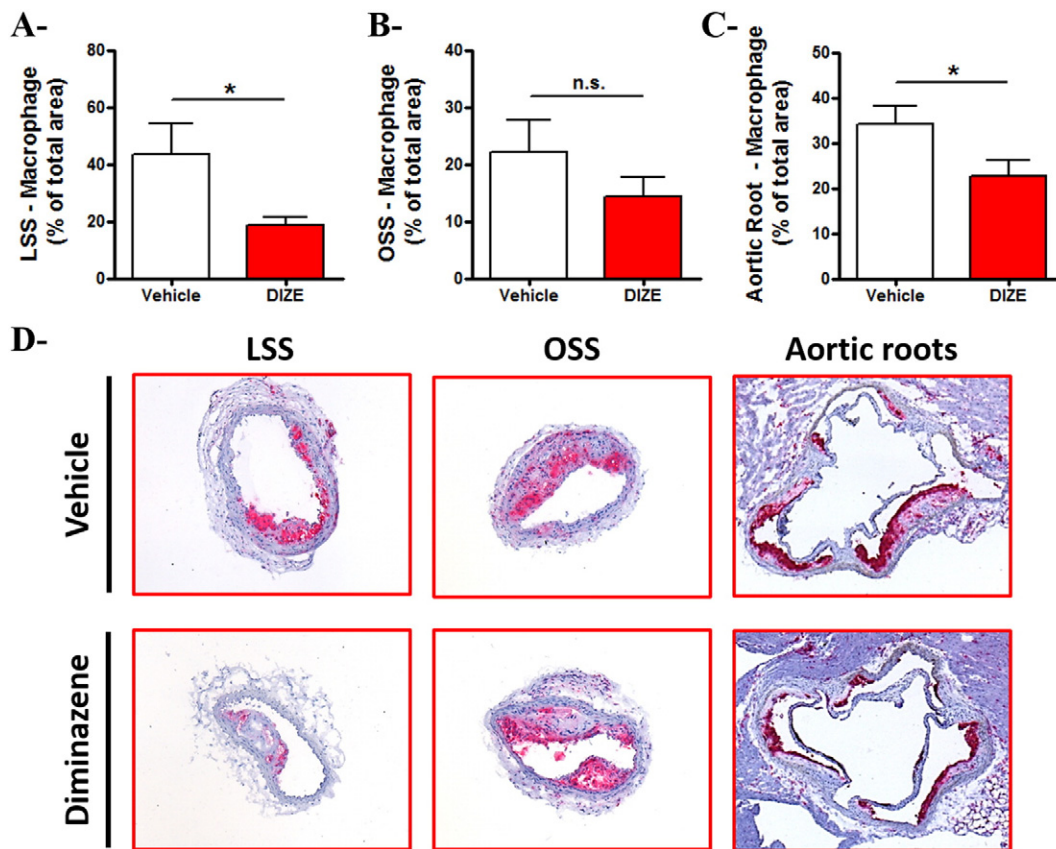 A-
LSS - Macrophage
(% of total area)
80
60
40
20
0
*
Vehicle
DIZE
B-
OSS - Macrophage
(% of total area)
40
30
20
10
0
n.s.
Vehicle
DIZE
C-
Aortic Root - Macrophage
(% of total area)
50
40
30
20
10
0
*
Vehicle
DIZE
D-
LSS
OSS
Aortic roots
Vehicle
Diminazene